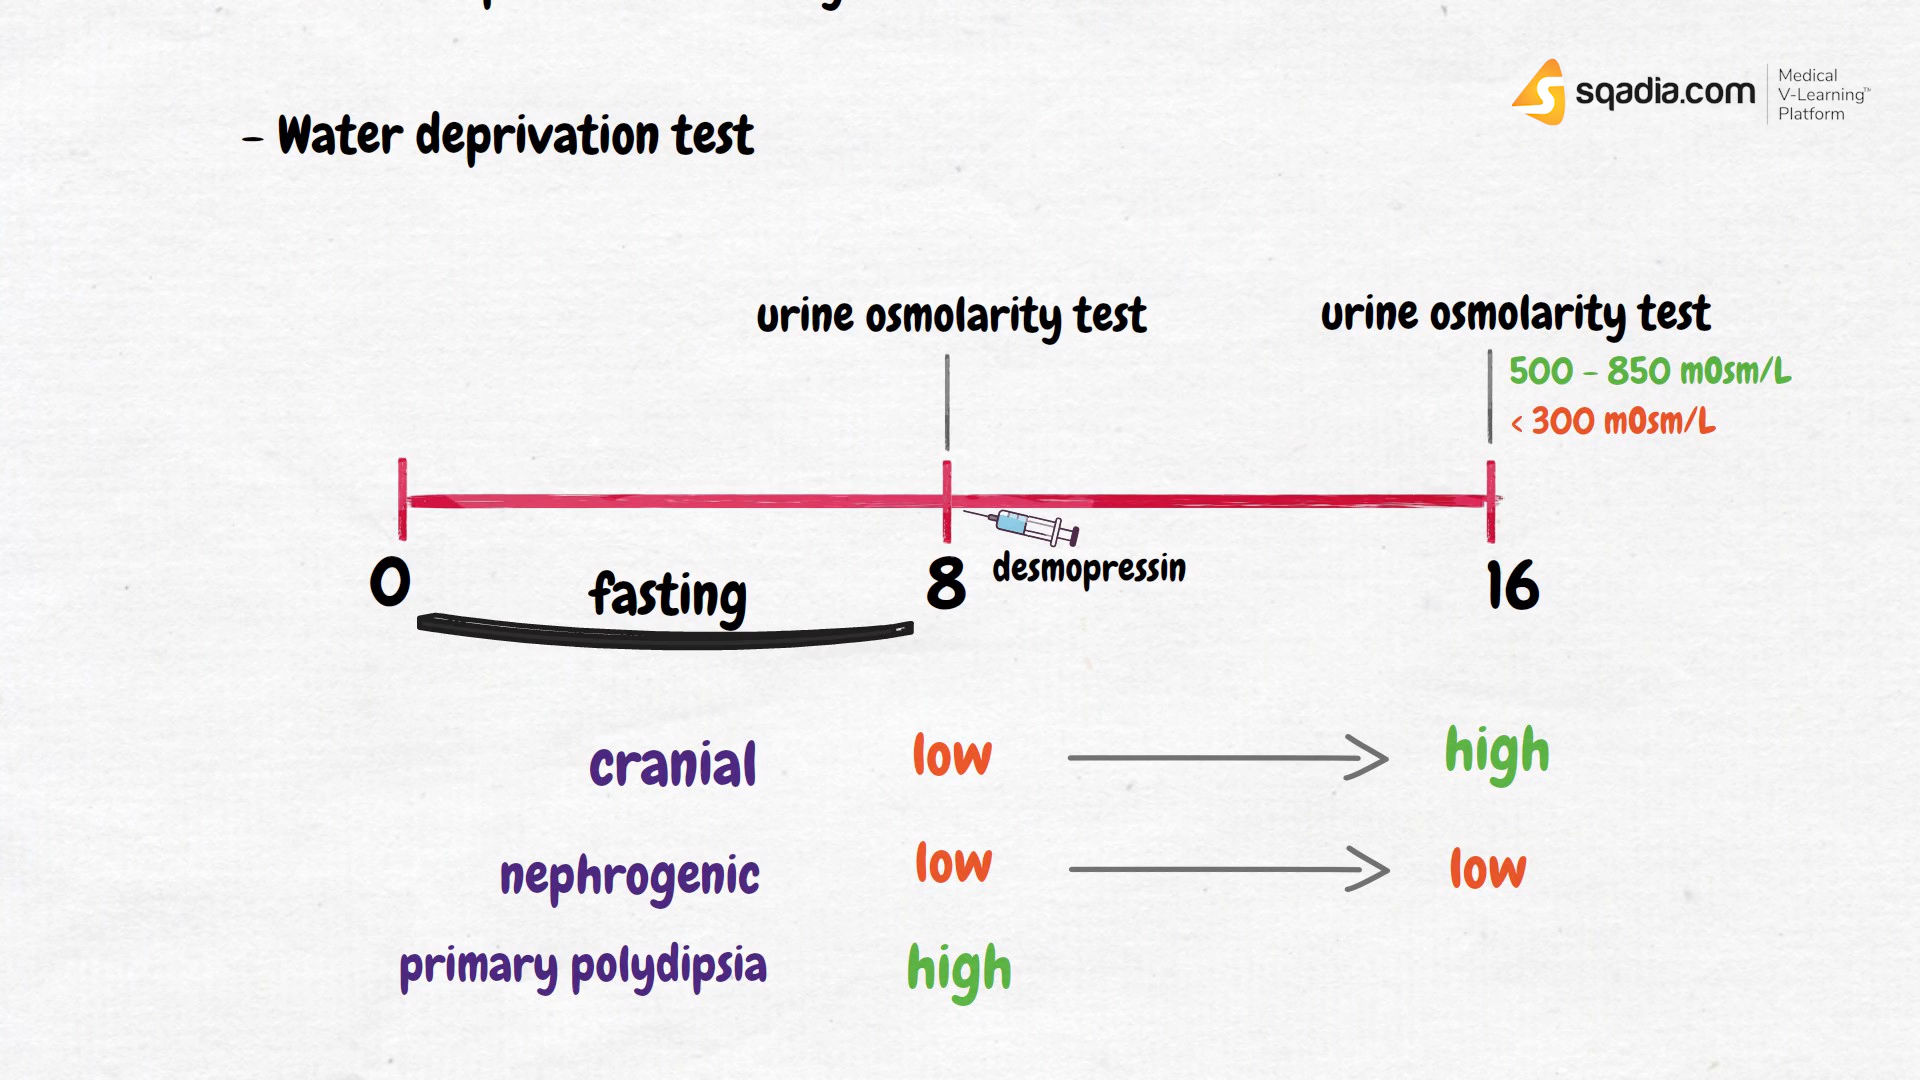 - Water deprivation test
sqadia.com
Medical
V-Learning™
Platform
urine osmolarity test
urine osmolarity test
500 - 850 mOsm/L
< 300 mOsm/L
0
fasting
8
desmopressin
16
cranial low high
nephrogenic low low
primary polydipsia high